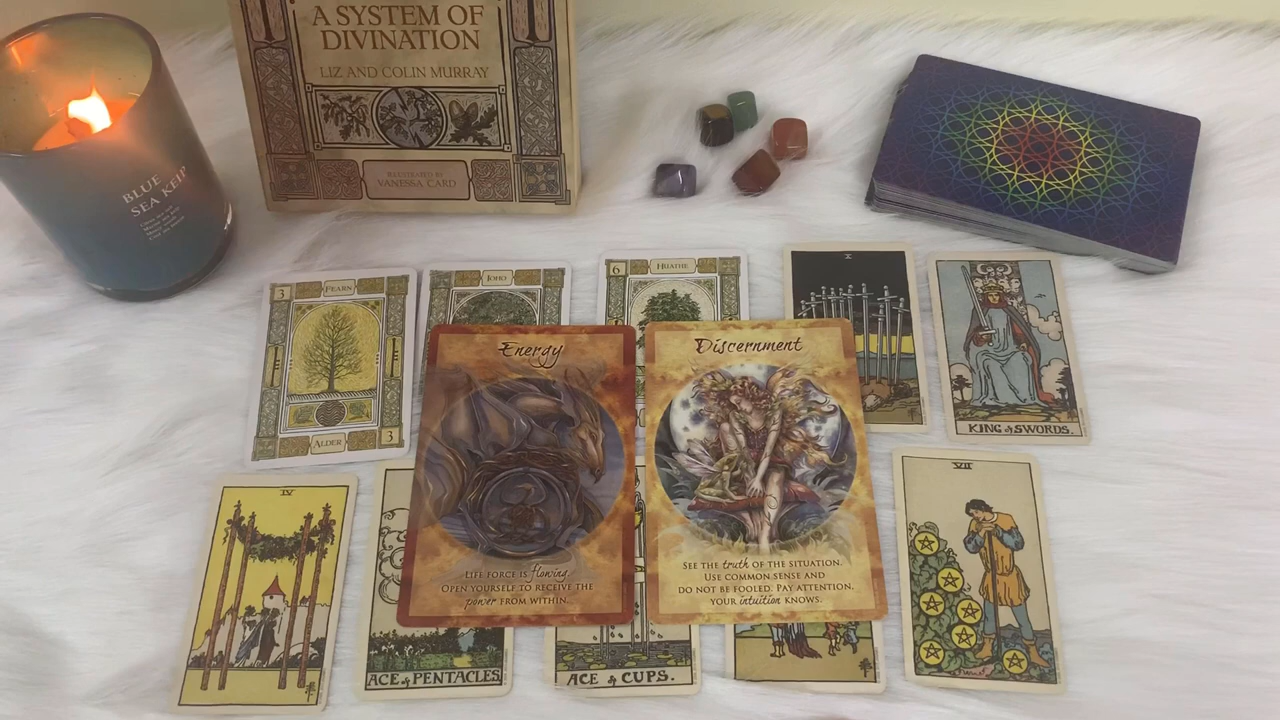 A SYSTEM OF
DIVINATION
LIZ AND COLIN MURRAY
ILLUSTRATED BY
VANESSA CARD
BLUE
SEA KELP
3
FEARN
ALDER
3
IOHO
6
HUATHE
X
KING of SWORDS.
Energy
LIFE FORCE IS flowing.
OPEN YOURSELF TO RECEIVE THE
power FROM WITHIN.
Discernment
SEE THE truth OF THE SITUATION.
USE COMMON SENSE AND
DO NOT BE FOOLED. PAY ATTENTION,
YOUR intuition KNOWS.
IV
ACE of PENTACLES.
ACE of CUPS.
VII